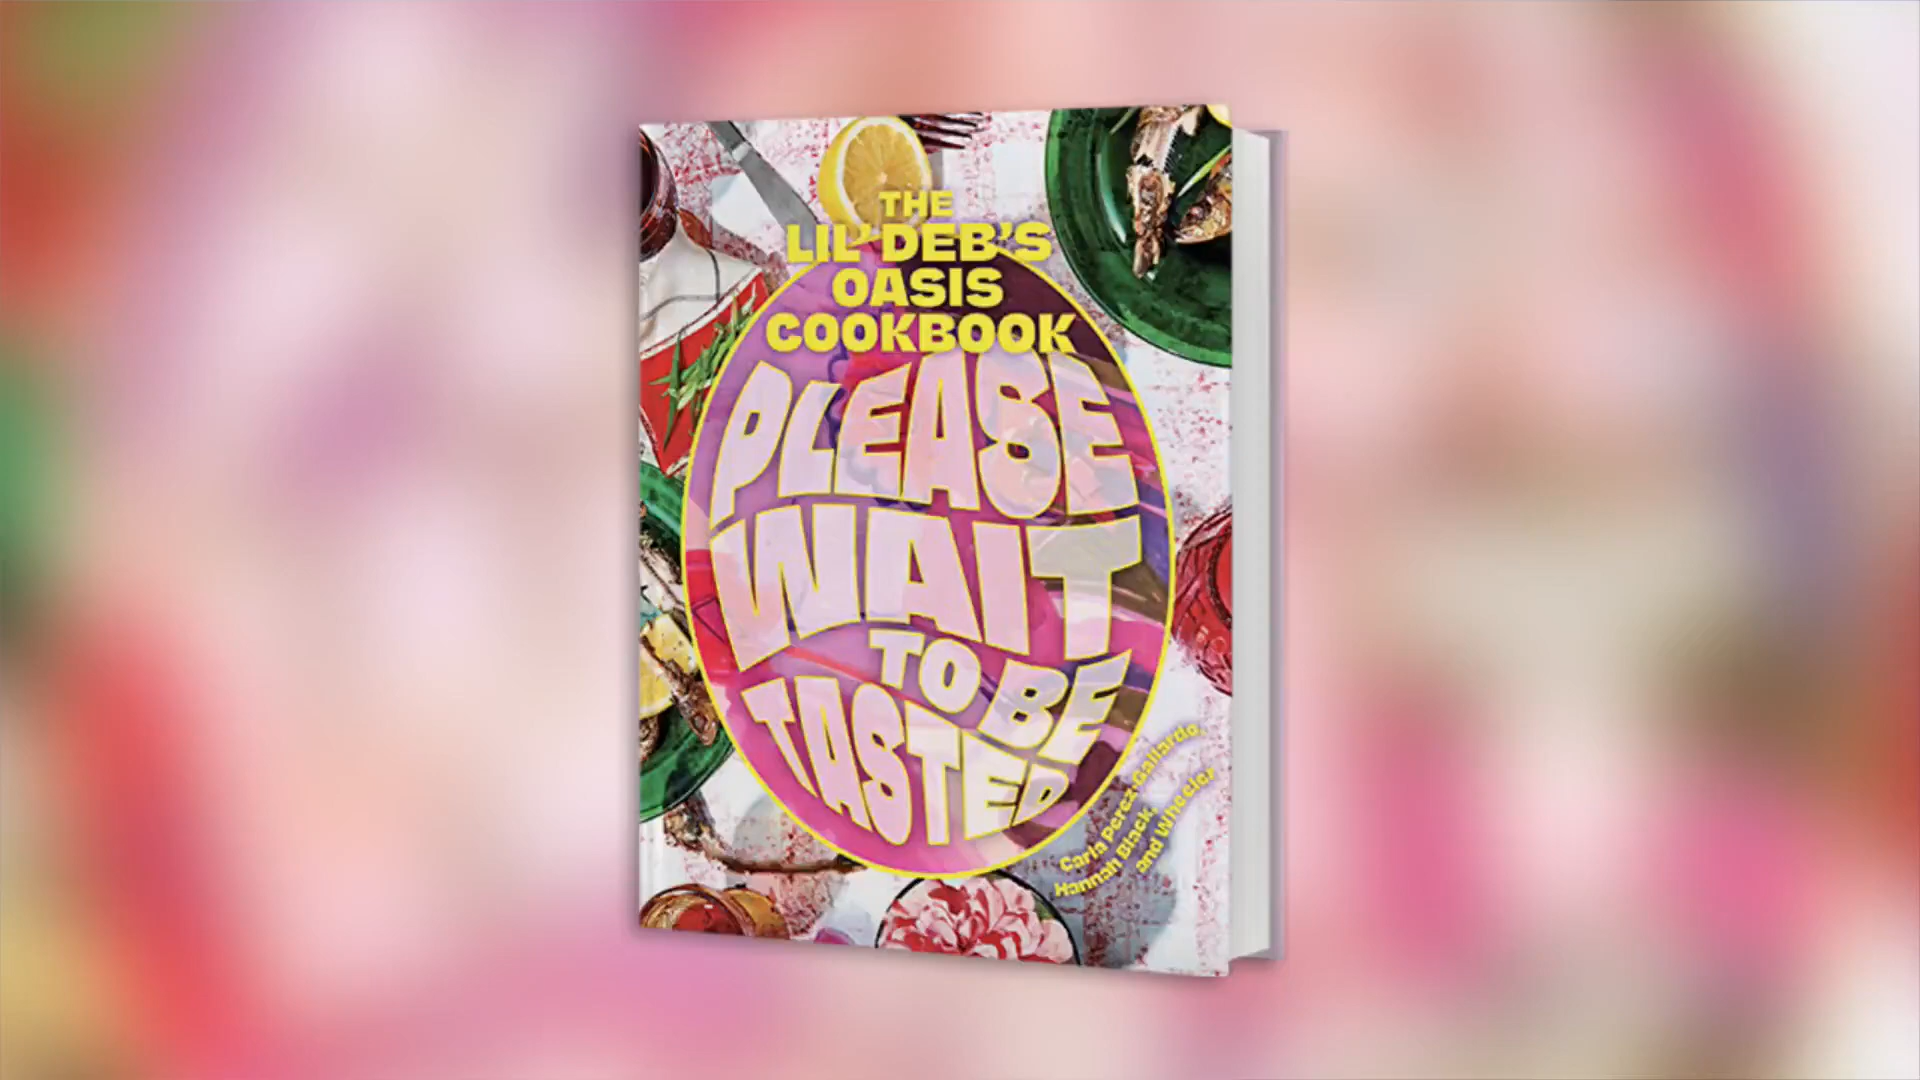 THE
LIL' DEB'S
OASIS
COOKBOOK
PLEASE
WAIT
TO BE
TASTED
Carla Perez-Gallardo,
Hannah Black,
and Wheeler